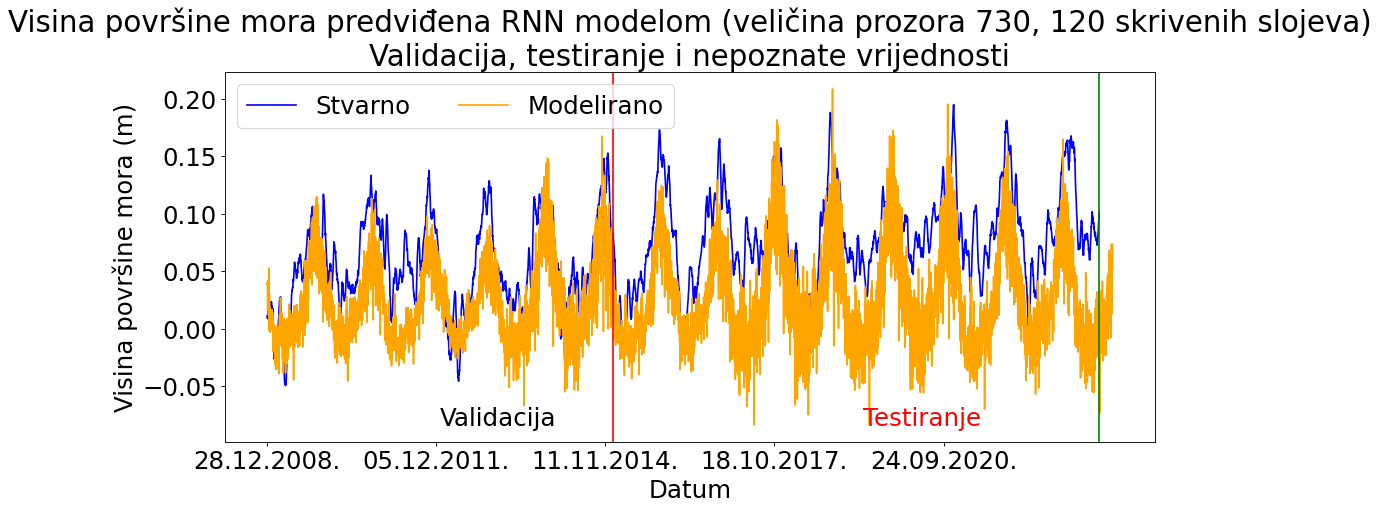 Visina površine mora predviđena RNN modelom (veličina prozora 730, 120 skrivenih slojeva)
Validacija, testiranje i nepoznate vrijednosti
Stvarno
Modelirano
Visina površine mora (m)
0.20
0.15
0.10
0.05
0.00
−0.05
Validacija
Testiranje
28.12.2008.
05.12.2011.
11.11.2014.
18.10.2017.
24.09.2020.
Datum